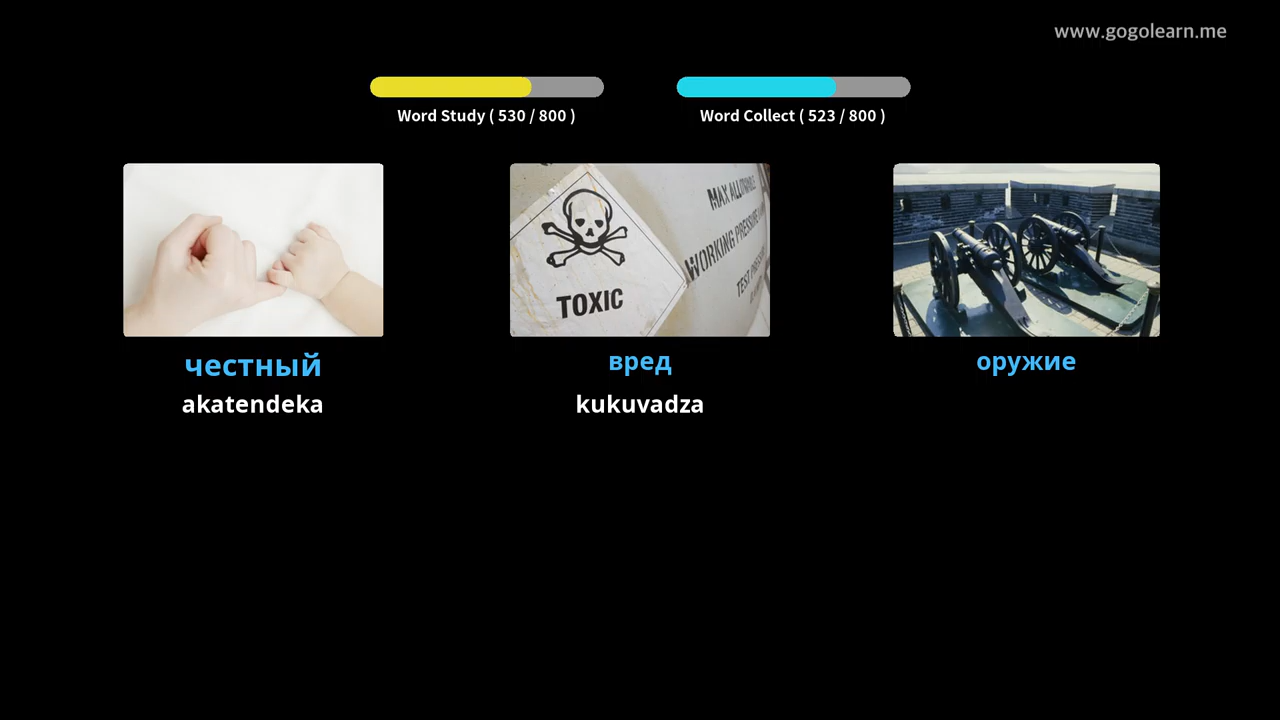 www.gogolearn.me
Word Study ( 530 / 800 )
Word Collect ( 523 / 800 )
TOXIC
MAX ALLOWABLE
WORKING PRESSURE
TEST
честный
вред
оружие
akatendeka
kukuvadza